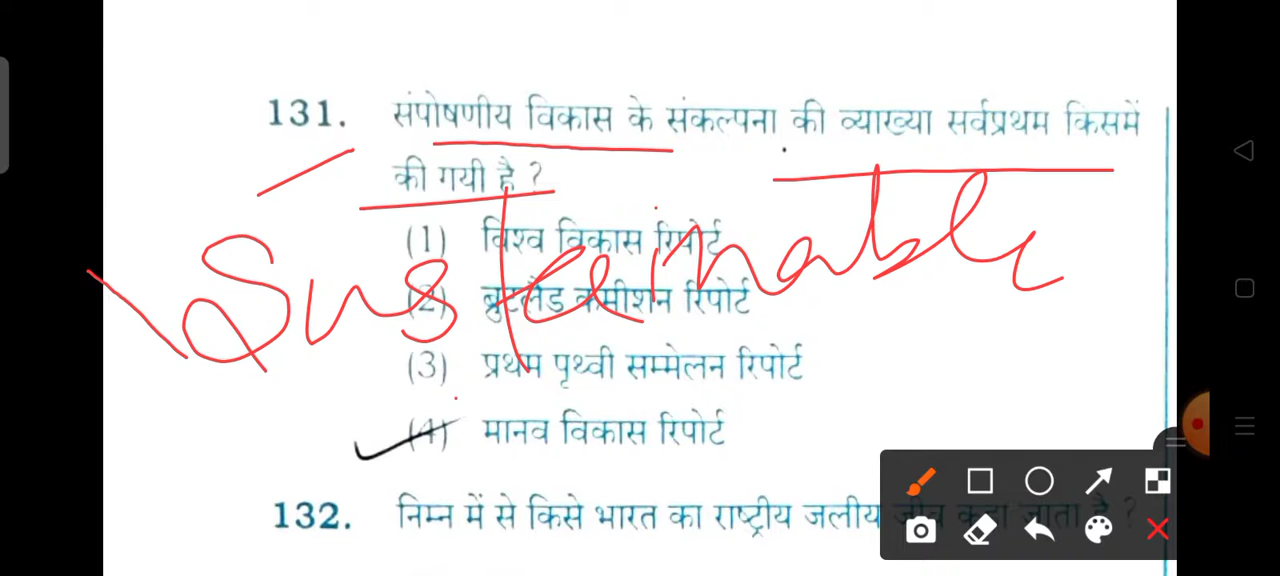 131. संपोषणीय विकास के संकल्पना की व्याख्या सर्वप्रथम किसमें
की गयी है ?
(1) विश्व विकास रिपोर्ट
(2) ब्रुटलैंड कमीशन रिपोर्ट
Sustainable
(3) प्रथम पृथ्वी सम्मेलन रिपोर्ट
(4) मानव विकास रिपोर्ट
132. निम्न में से किसे भारत का राष्ट्रीय जलीय जीव कहा जाता है ?